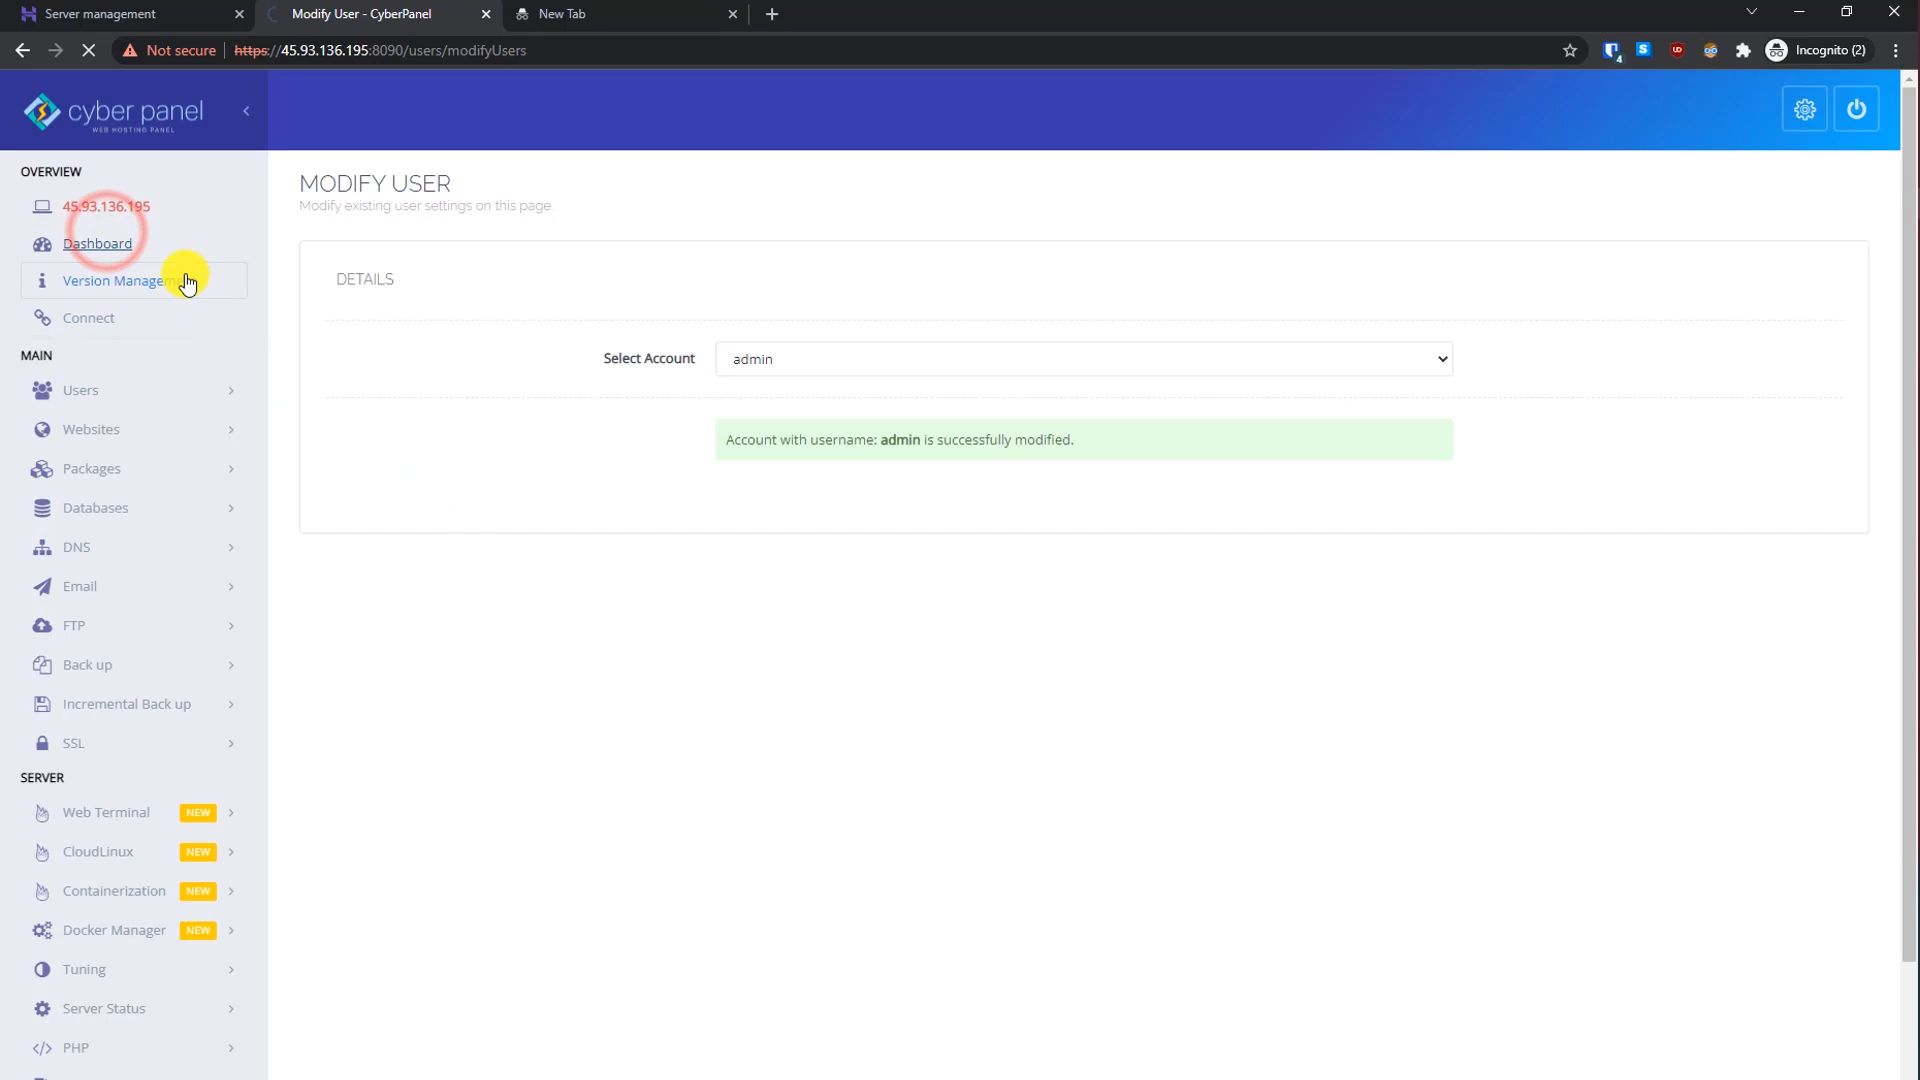 Server management
Modify User - CyberPanel
New Tab
Not secure
https://45.93.136.195:8090/users/modifyUsers
4
S
UD
Incognito (2)
cyber panel
WEB HOSTING PANEL
OVERVIEW
45.93.136.195
Dashboard
Version Managem
Connect
MAIN
Users
Websites
Packages
Databases
DNS
Email
FTP
Back up
Incremental Back up
SSL
SERVER
Web Terminal NEW
CloudLinux NEW
Containerization NEW
Docker Manager NEW
Tuning
Server Status
PHP
MODIFY USER
Modify existing user settings on this page.
DETAILS
Select Account
admin
Account with username: admin is successfully modified.